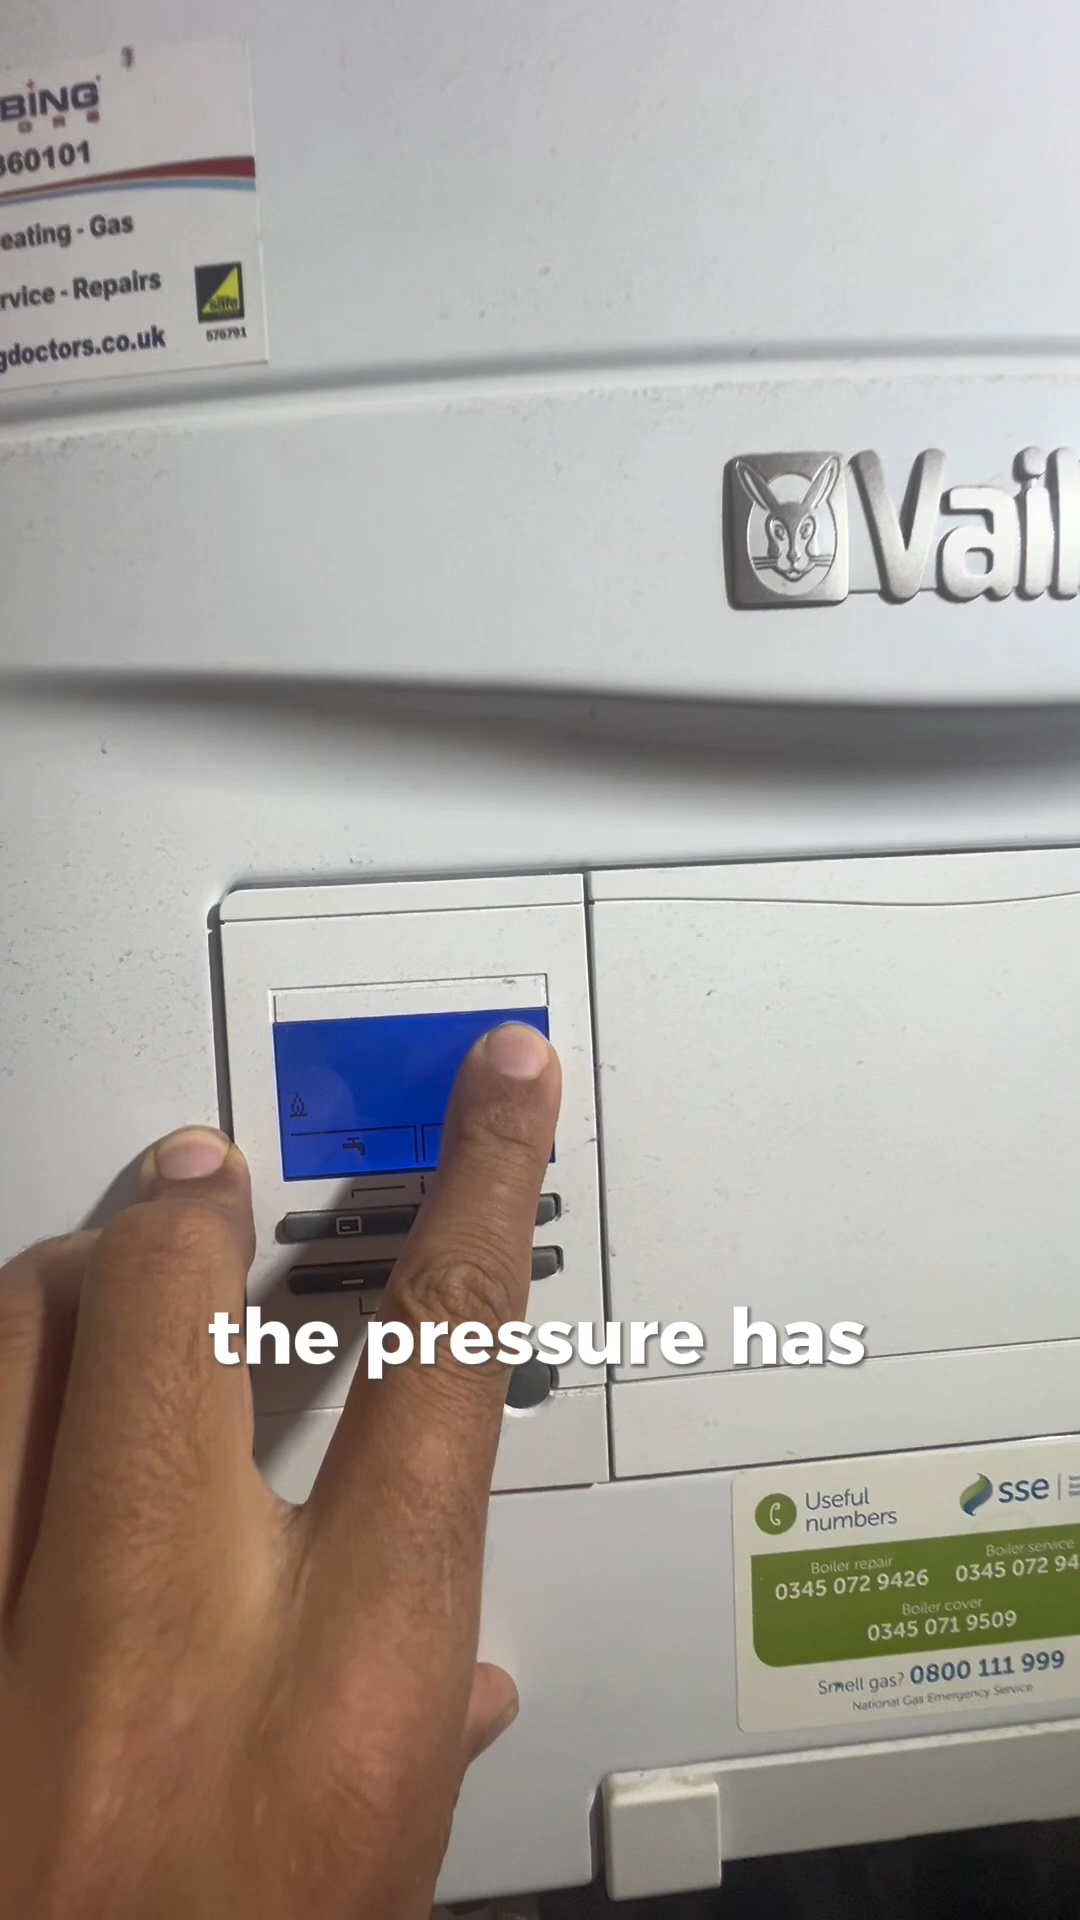 BING
360101
eating - Gas
rvice - Repairs
safe
576791
gdoctors.co.uk
Vail
i
the pressure has
Useful
numbers
sse
Boiler repair
0345 072 9426
Boiler service
0345 072 94
Boiler cover
0345 071 9509
Smell gas? 0800 111 999
National Gas Emergency Service